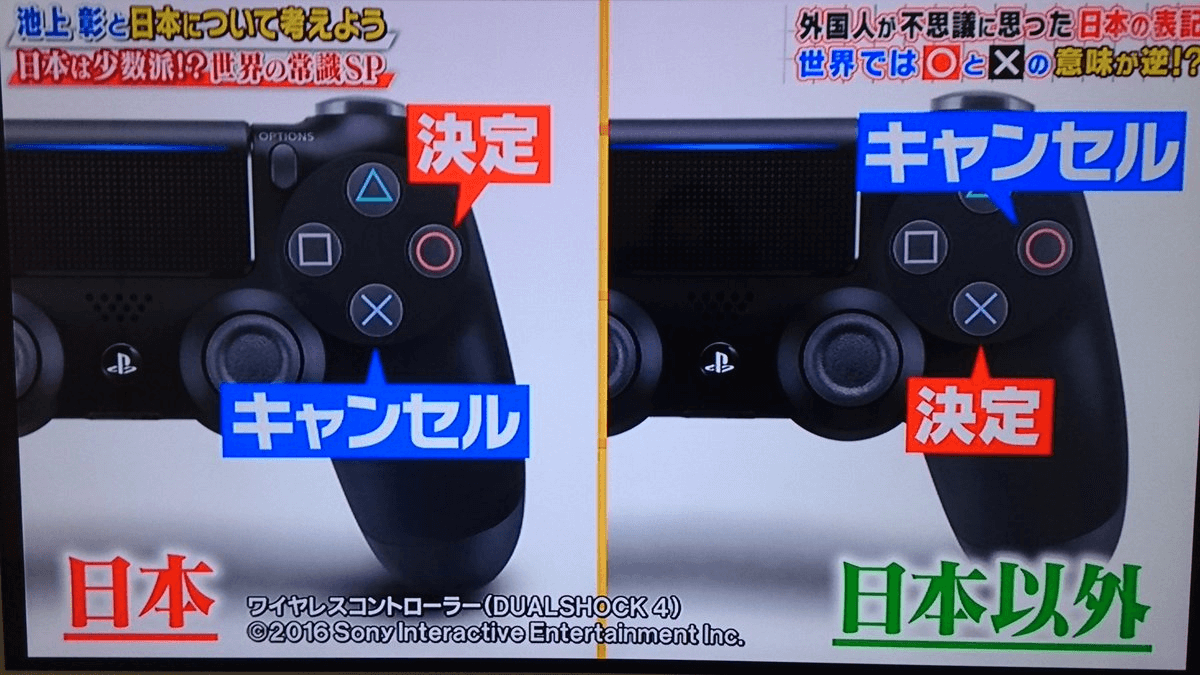 池上 彰と日本について考えよう
日本は少数派!?世界の常識SP
外国人が不思議に思った日本の表記
世界では○と×の意味が逆!?
OPTIONS
決定
キャンセル
キャンセル
決定
日本
日本以外
ワイヤレスコントローラー(DUALSHOCK 4)
©2016 Sony Interactive Entertainment Inc.